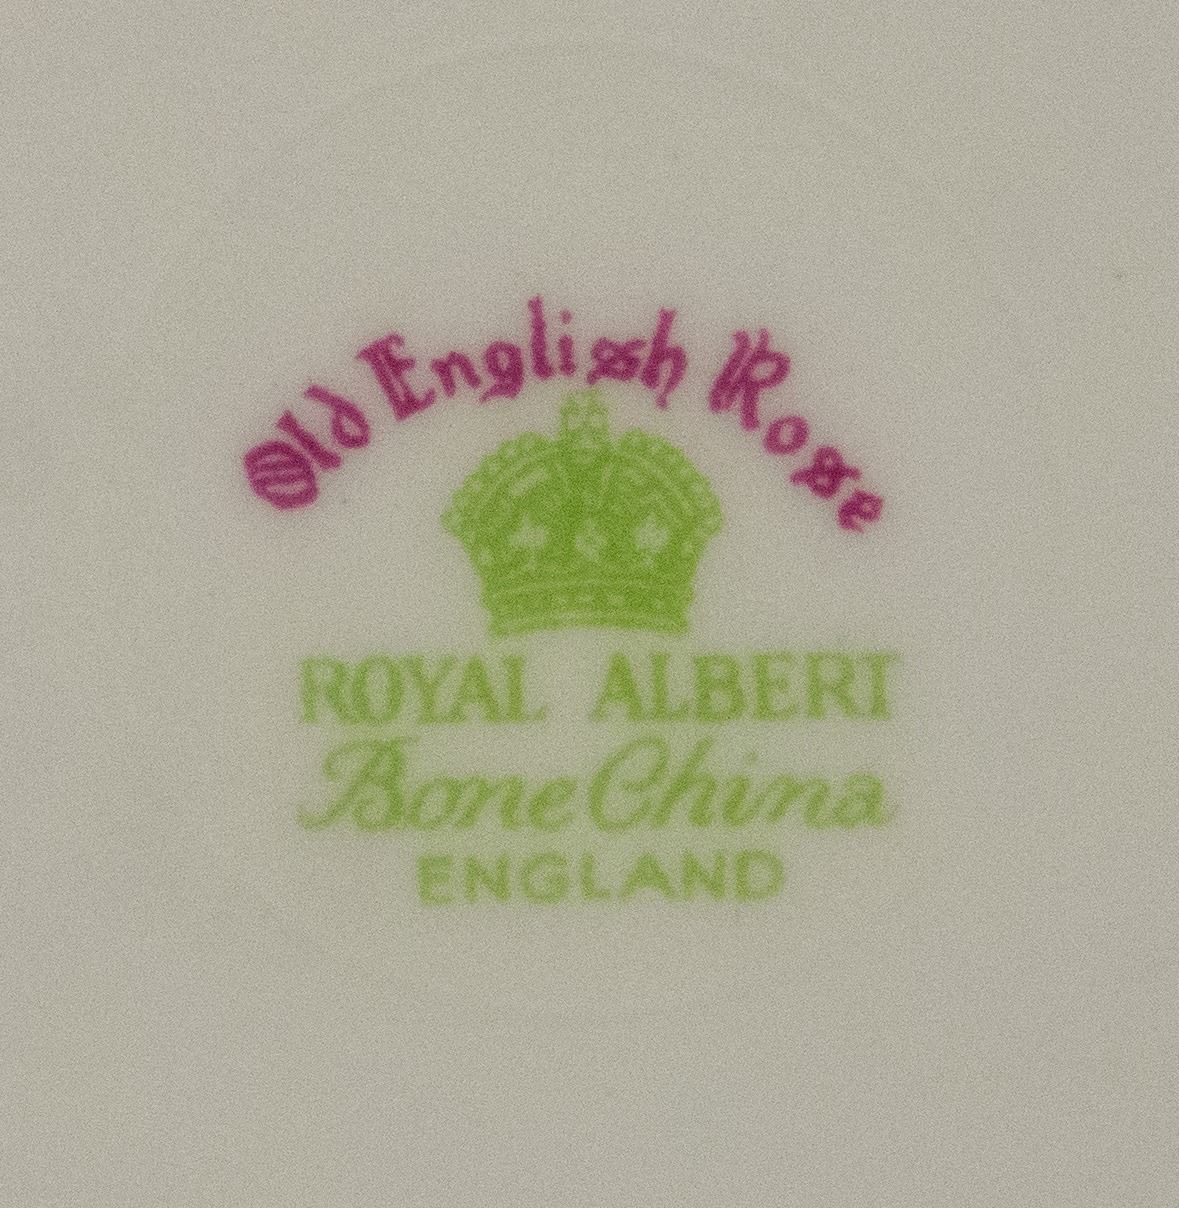 Old English Rose
ROYAL ALBERT
Bone China
ENGLAND